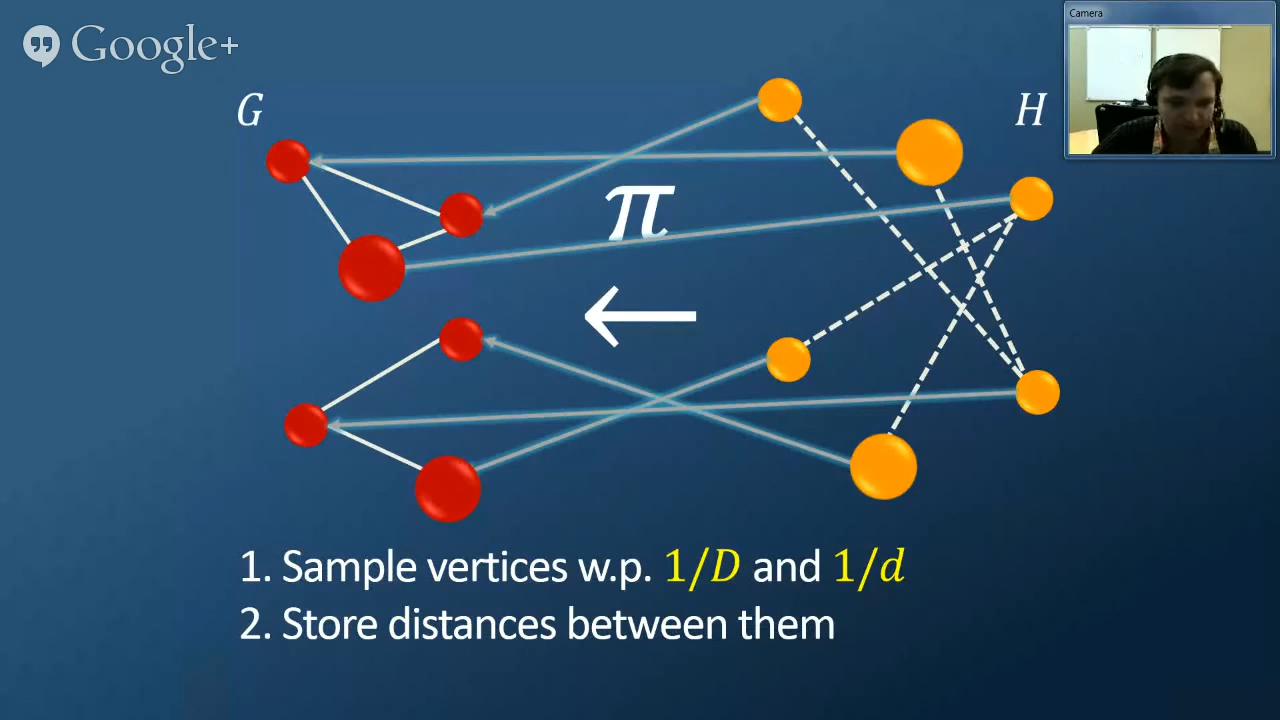 Google+
Camera
G
H
π
←
1. Sample vertices w.p. 1/D and 1/d
2. Store distances between them